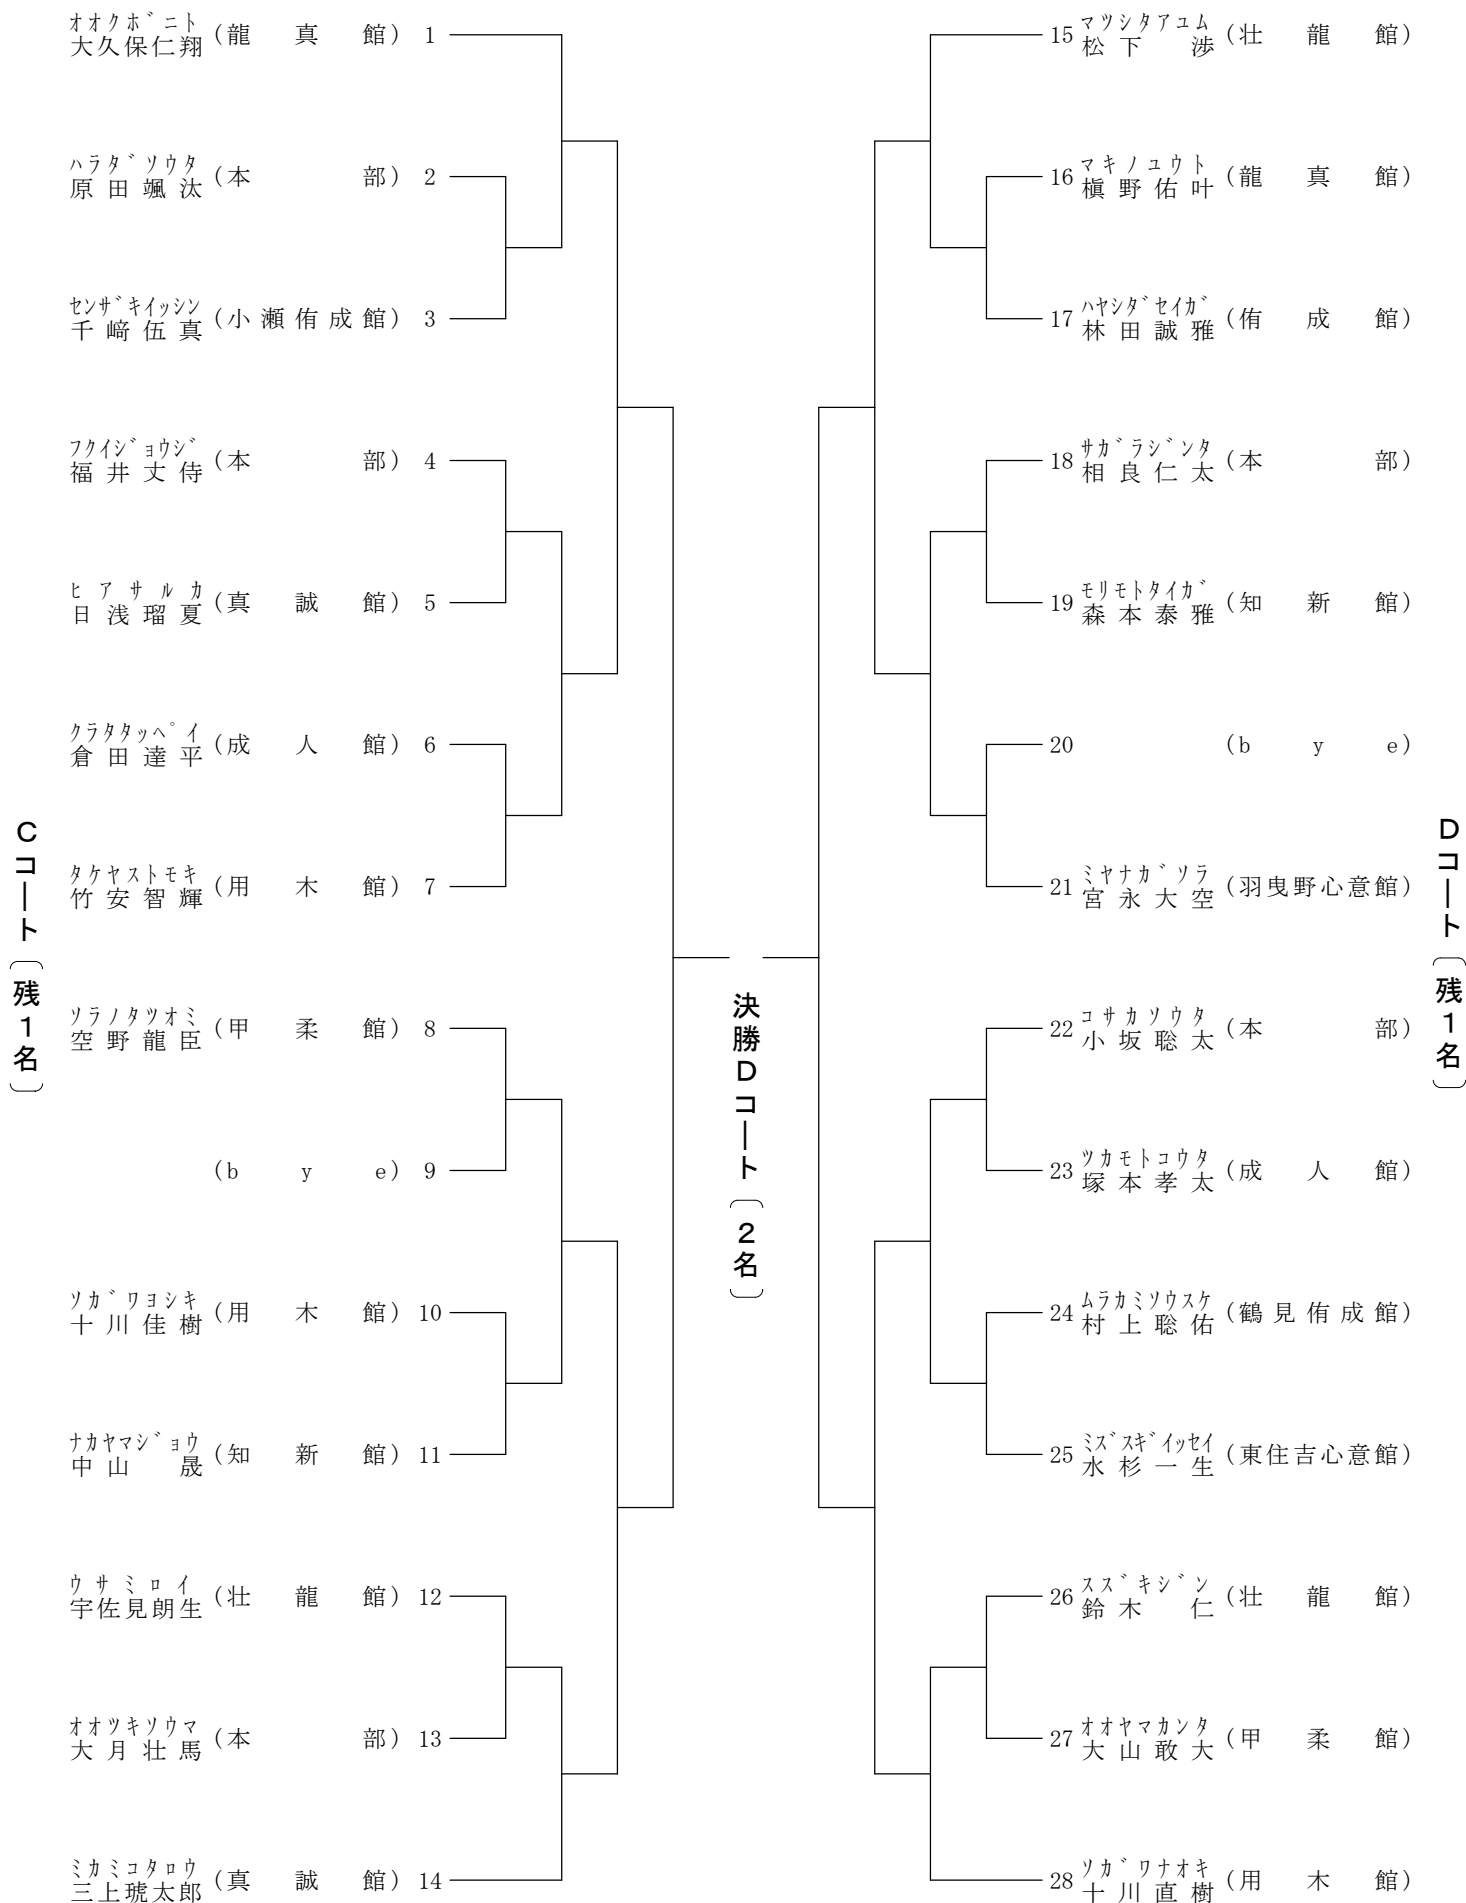 Cコート〔残1名〕
オオクボニト
大久保仁翔(龍真館) 1
ハラダソウタ
原田颯汰(本部) 2
センザキイッシン
千﨑伍真(小瀬侑成館) 3
フクイジョウジ
福井丈侍(本部) 4
ヒアサルカ
日浅瑠夏(真誠館) 5
クラタタッペイ
倉田達平(成人館) 6
タケヤストモキ
竹安智輝(用木館) 7
ソラノタツオミ
空野龍臣(甲柔館) 8
(bye) 9
ソガワヨシキ
十川佳樹(用木館) 10
ナカヤマジョウ
中山 晟(知新館) 11
ウサミロイ
宇佐見朗生(壮龍館) 12
オオツキソウマ
大月壮馬(本部) 13
ミカミコタロウ
三上琥太郎(真誠館) 14
決勝Dコート〔2名〕
マツシタアユム
15 松下 渉(壮龍館)
マキノユウト
16 槇野佑叶(龍真館)
ハヤシダセイガ
17 林田誠雅(侑成館)
サガラジンタ
18 相良仁太(本部)
モリモトタイガ
19 森本泰雅(知新館)
20 (bye)
ミヤナガソラ
21 宮永大空(羽曳野心意館)
コサカソウタ
22 小坂聡太(本部)
ツカモトコウタ
23 塚本孝太(成人館)
ムラカミソウスケ
24 村上聡佑(鶴見侑成館)
ミズスギイッセイ
25 水杉一生(東住吉心意館)
スズキジン
26 鈴木 仁(壮龍館)
オオヤマカンタ
27 大山敢大(甲柔館)
ソガワナオキ
28 十川直樹(用木館)
Dコート〔残1名〕